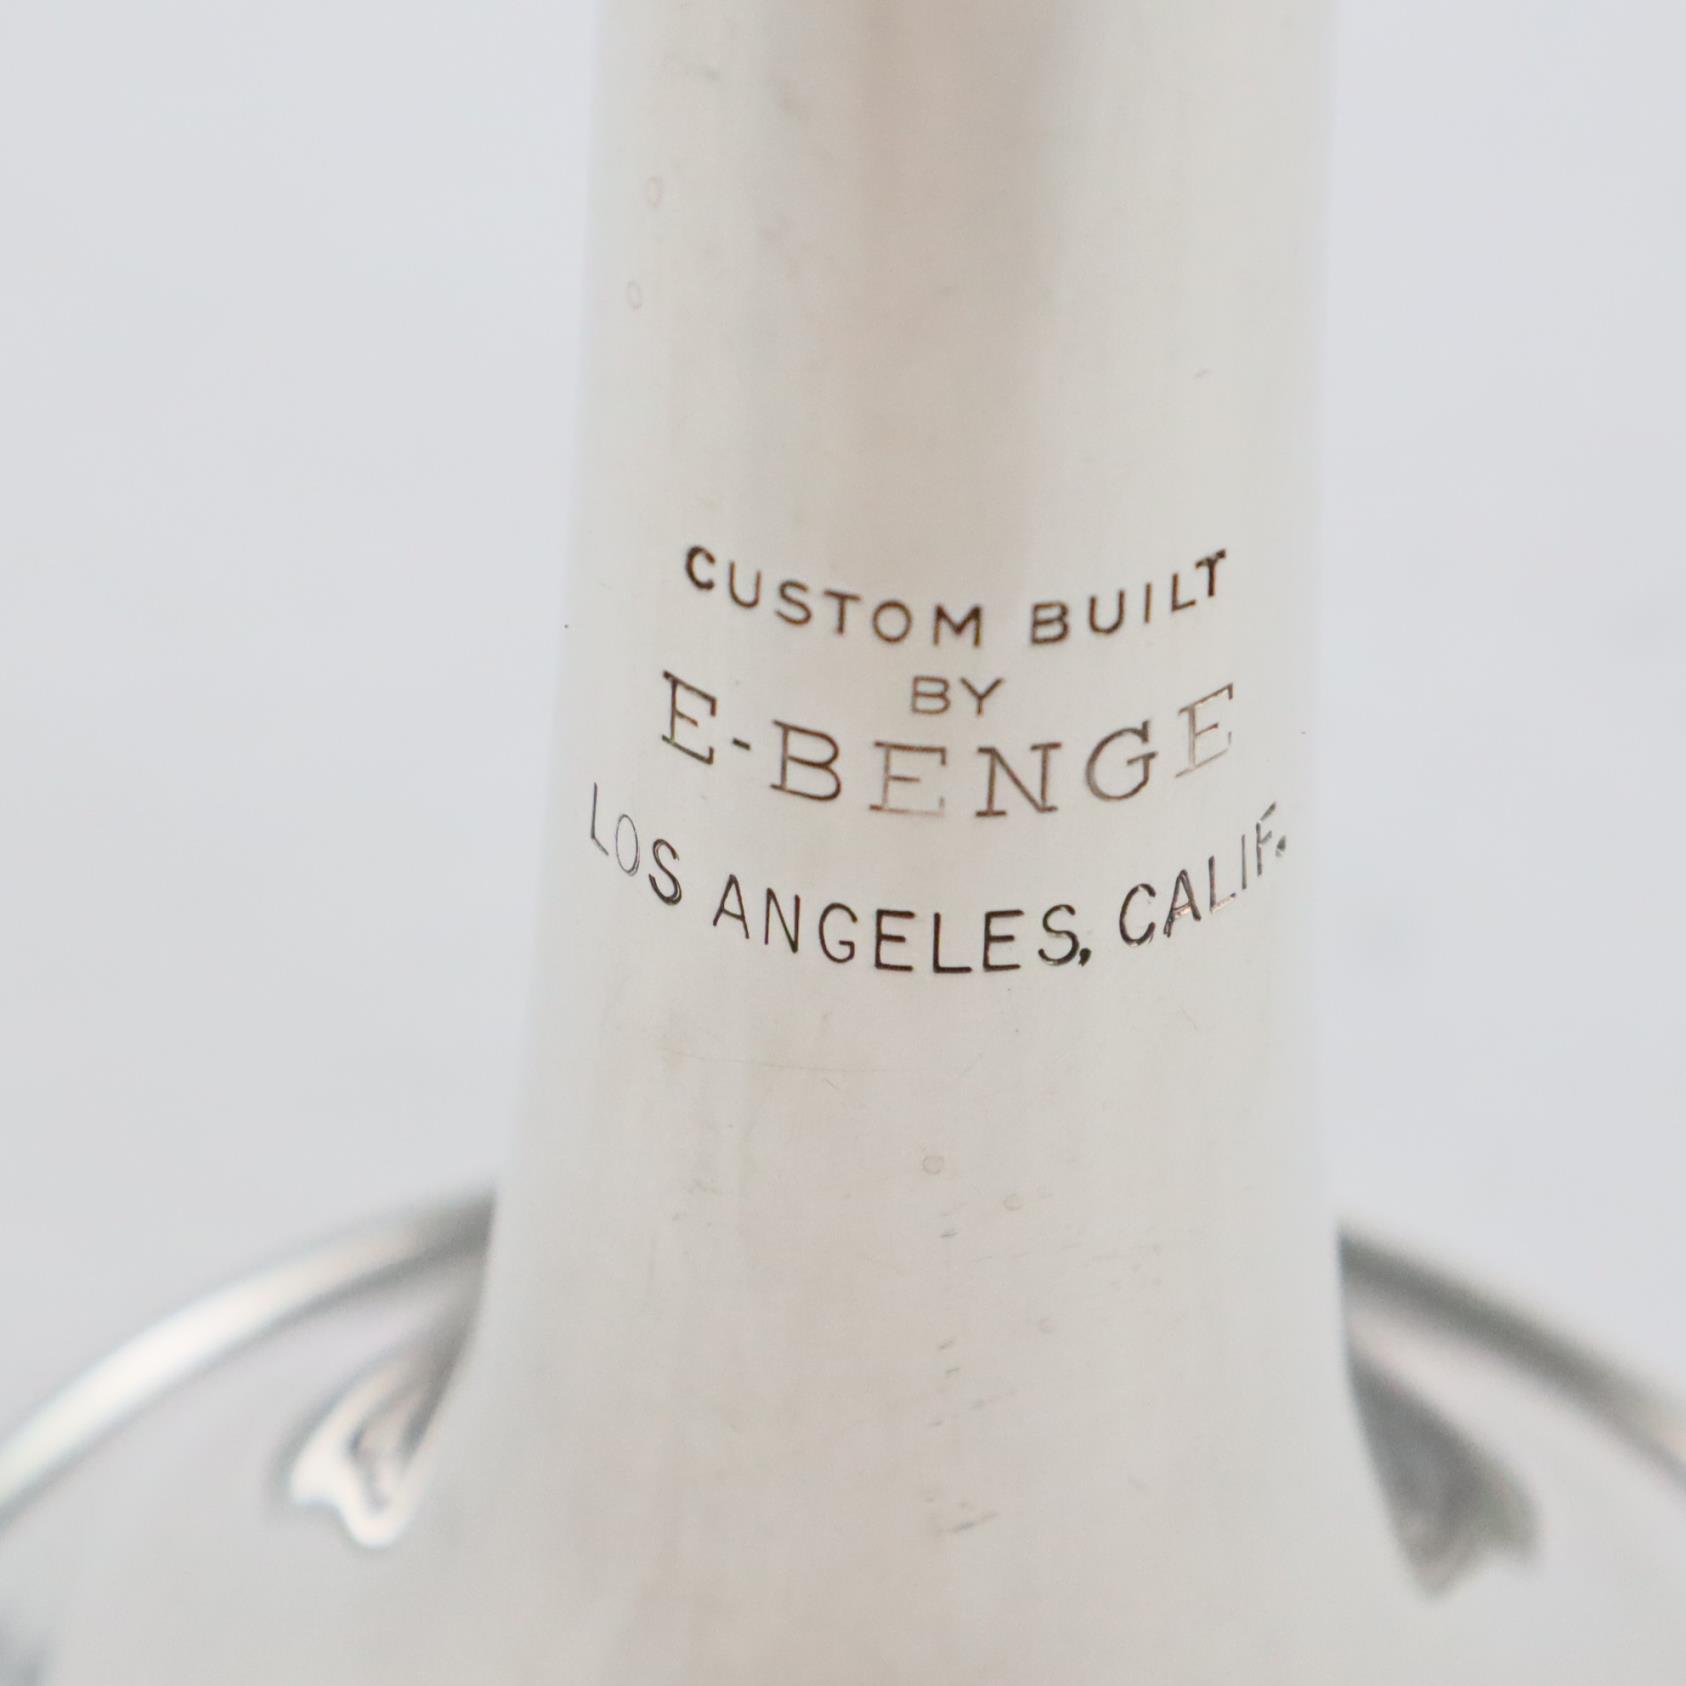 CUSTOM BUILT
BY
E-BENGE
LOS ANGELES, CALIF.